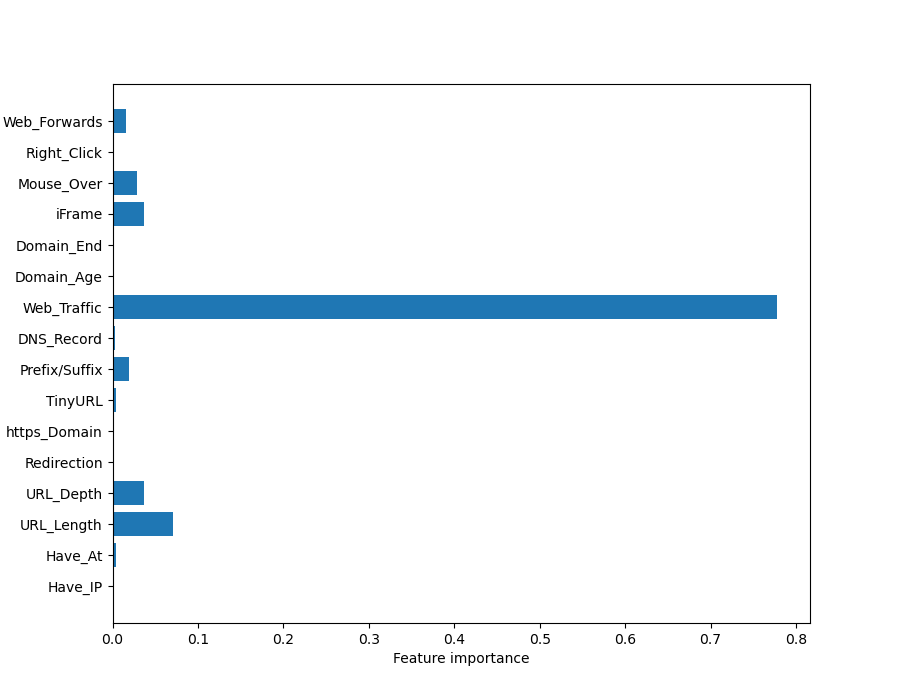 Web_Forwards
Right_Click
Mouse_Over
iFrame
Domain_End
Domain_Age
Web_Traffic
DNS_Record
Prefix/Suffix
TinyURL
https_Domain
Redirection
URL_Depth
URL_Length
Have_At
Have_IP
0.0 0.1 0.2 0.3 0.4 0.5 0.6 0.7 0.8
Feature importance